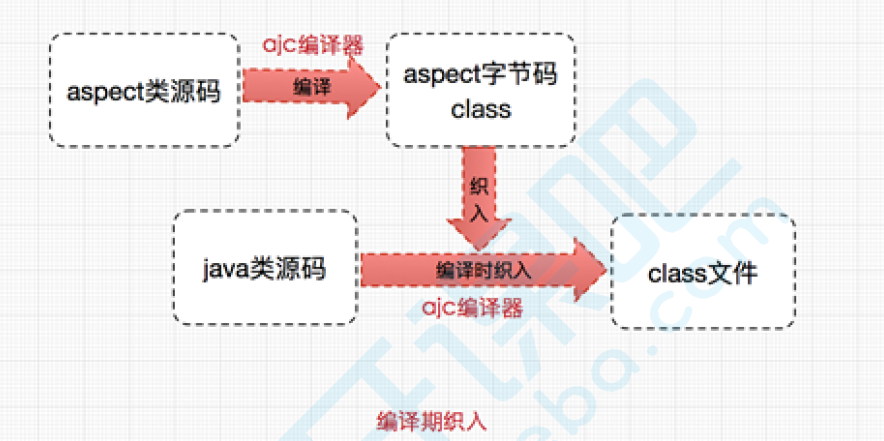 ajc编译器
aspect类源码
编译
aspect字节码
class
织
入
java类源码
编译时织入
class文件
ajc编译器
编译期织入